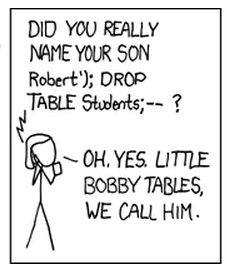 DID YOU REALLY
NAME YOUR SON
Robert'); DROP
TABLE Students;-- ?
OH. YES. LITTLE
BOBBY TABLES,
WE CALL HIM.